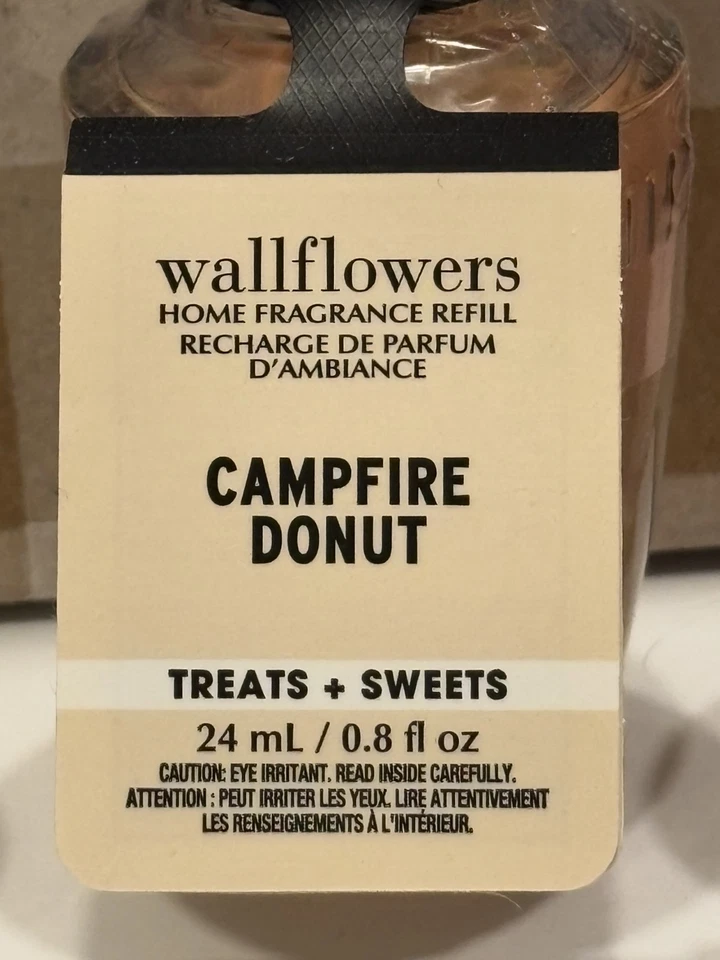 wallflowers
HOME FRAGRANCE REFILL
RECHARGE DE PARFUM
D'AMBIANCE
CAMPFIRE
DONUT
TREATS + SWEETS
24 mL / 0.8 fl oz
CAUTION: EYE IRRITANT. READ INSIDE CAREFULLY.
ATTENTION : PEUT IRRITER LES YEUX. LIRE ATTENTIVEMENT
LES RENSEIGNEMENTS À L'INTÉRIEUR.